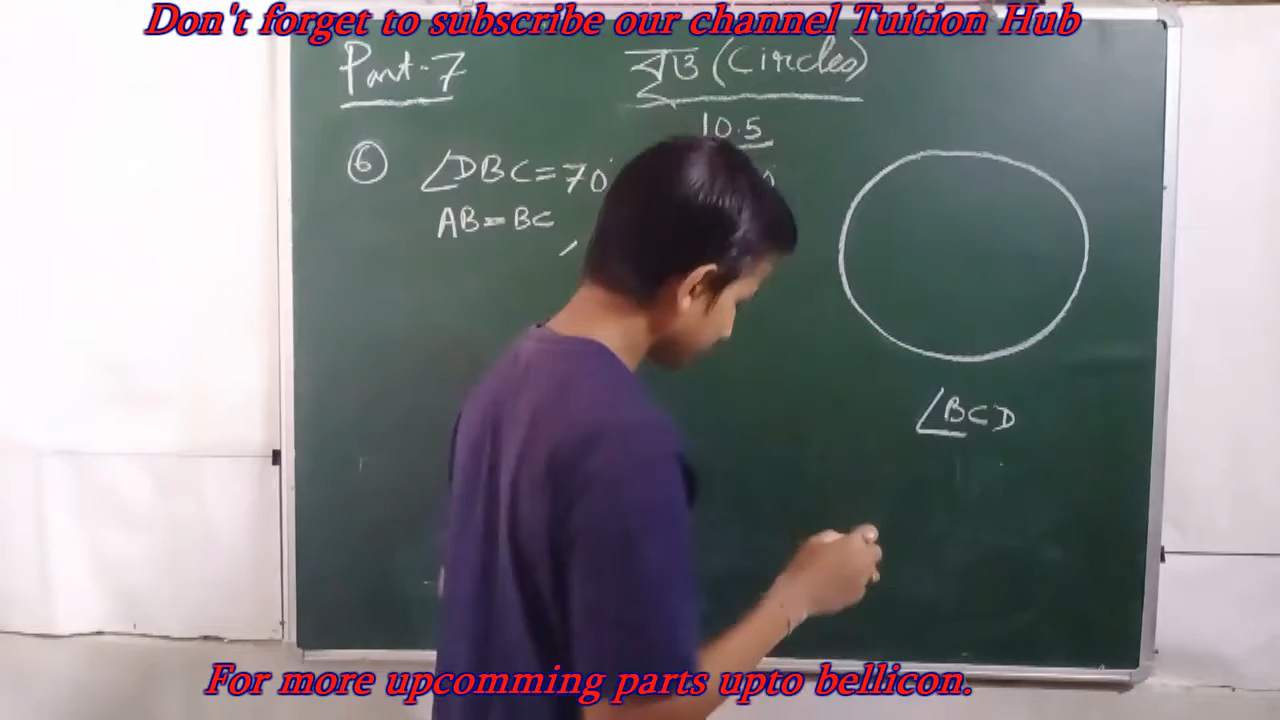 Don't forget to subscribe our channel Tuition Hub
Part-7
বৃত্ত (Circles)
10.5
6 ∠DBC=70°
AB=BC
∠BCD
For more upcomming parts upto bellicon.